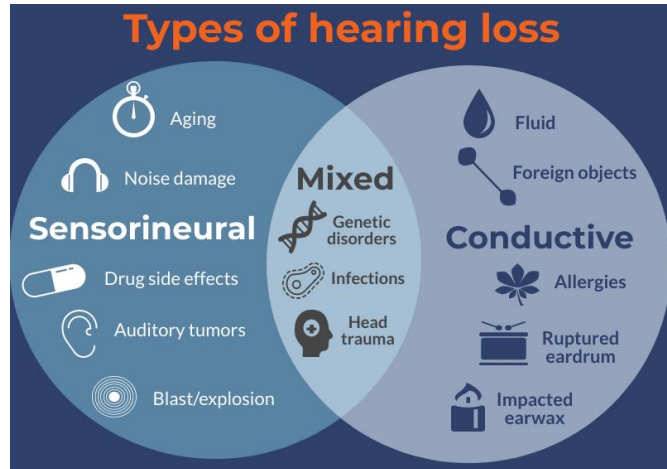 Types of hearing loss
Aging
Noise damage
Sensorineural
Drug side effects
Auditory tumors
Blast/explosion
Mixed
Genetic
disorders
Infections
Head
trauma
Fluid
Foreign objects
Conductive
Allergies
Ruptured
eardrum
Impacted
earwax